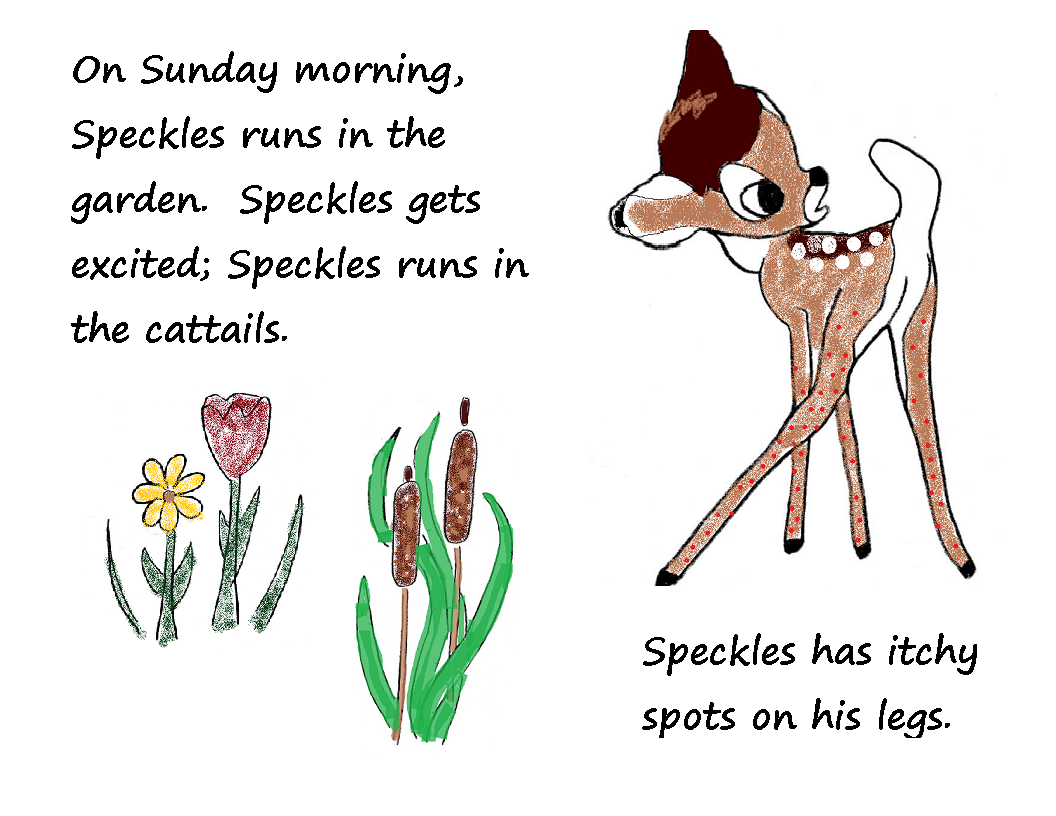 On Sunday morning,
Speckles runs in the
garden.  Speckles gets
excited; Speckles runs in
the cattails.
Speckles has itchy
spots on his legs.